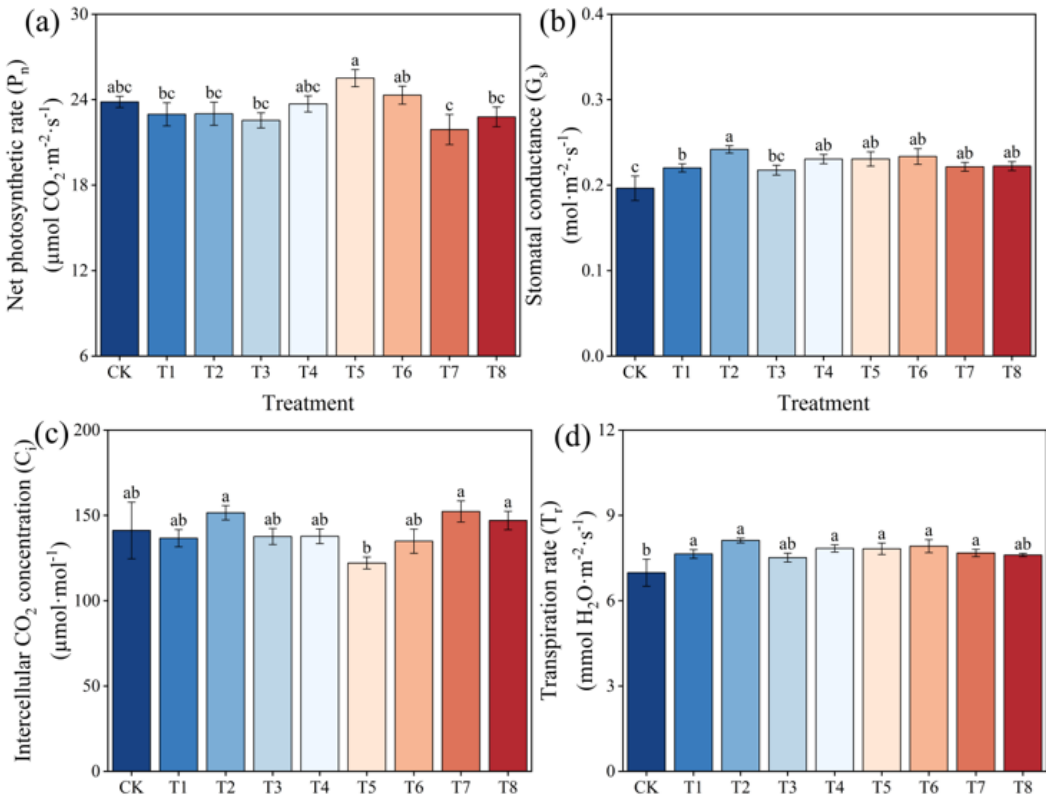 (a)
Net photosynthetic rate (Pₙ)
(μmol CO₂·m⁻²·s⁻¹)
30
24
18
12
6
abc
bc
bc
bc
abc
a
ab
c
bc
CK T1 T2 T3 T4 T5 T6 T7 T8
Treatment
(b)
Stomatal conductance (Gₛ)
(mol·m⁻²·s⁻¹)
0.4
0.3
0.2
0.1
0.0
c
b
a
bc
ab
ab
ab
ab
ab
CK T1 T2 T3 T4 T5 T6 T7 T8
Treatment
(c)
Intercellular CO₂ concentration (Cᵢ)
(μmol·mol⁻¹)
200
150
100
50
0
ab
ab
a
ab
ab
b
ab
a
a
CK T1 T2 T3 T4 T5 T6 T7 T8
(d)
Transpiration rate (Tᵣ)
(mmol H₂O·m⁻²·s⁻¹)
12
9
6
3
0
b
a
a
ab
a
a
a
a
ab
CK T1 T2 T3 T4 T5 T6 T7 T8